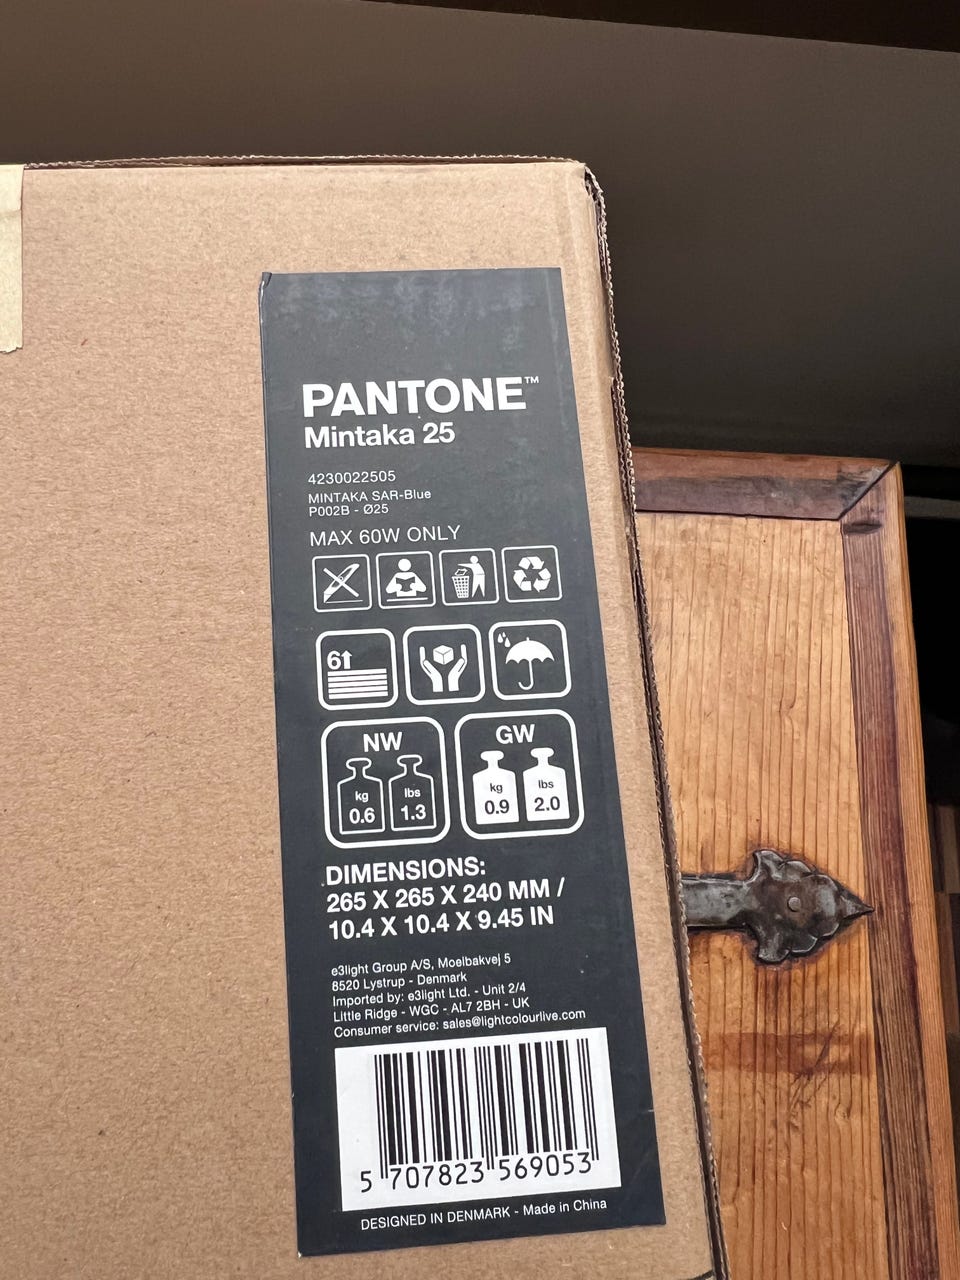 PANTONE™
Mintaka 25
4230022505
MINTAKA SAR-Blue
P002B - Ø25
MAX 60W ONLY
6
NW
kg
0.6
lbs
1.3
GW
kg
0.9
lbs
2.0
DIMENSIONS:
265 X 265 X 240 MM /
10.4 X 10.4 X 9.45 IN
e3light Group A/S, Moelbakvej 5
8520 Lystrup - Denmark
Imported by: e3light Ltd. - Unit 2/4
Little Ridge - WGC - AL7 2BH - UK
Consumer service: sales@lightcolourlive.com
5 707823 569053
DESIGNED IN DENMARK - Made in China